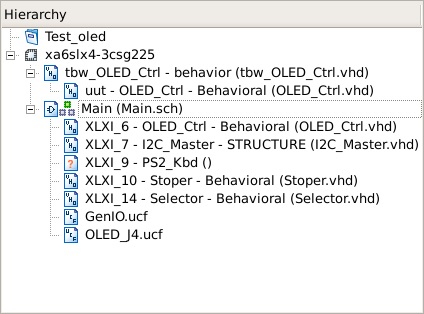 Hierarchy
Test_oled
xa6slx4-3csg225
tbw_OLED_Ctrl - behavior (tbw_OLED_Ctrl.vhd)
uut - OLED_Ctrl - Behavioral (OLED_Ctrl.vhd)
Main (Main.sch)
XLXI_6 - OLED_Ctrl - Behavioral (OLED_Ctrl.vhd)
XLXI_7 - I2C_Master - STRUCTURE (I2C_Master.vhd)
XLXI_9 - PS2_Kbd ()
XLXI_10 - Stoper - Behavioral (Stoper.vhd)
XLXI_14 - Selector - Behavioral (Selector.vhd)
GenIO.ucf
OLED_J4.ucf